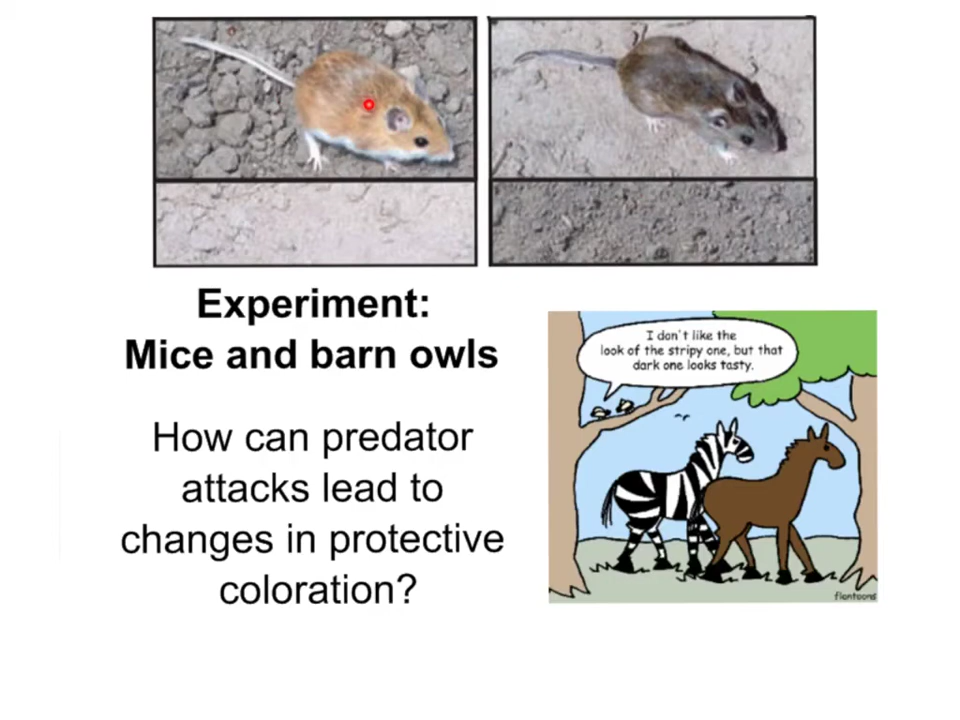 Experiment:
Mice and barn owls
How can predator
attacks lead to
changes in protective
coloration?
I don't like the
look of the stripy one, but that
dark one looks tasty.
flantoons